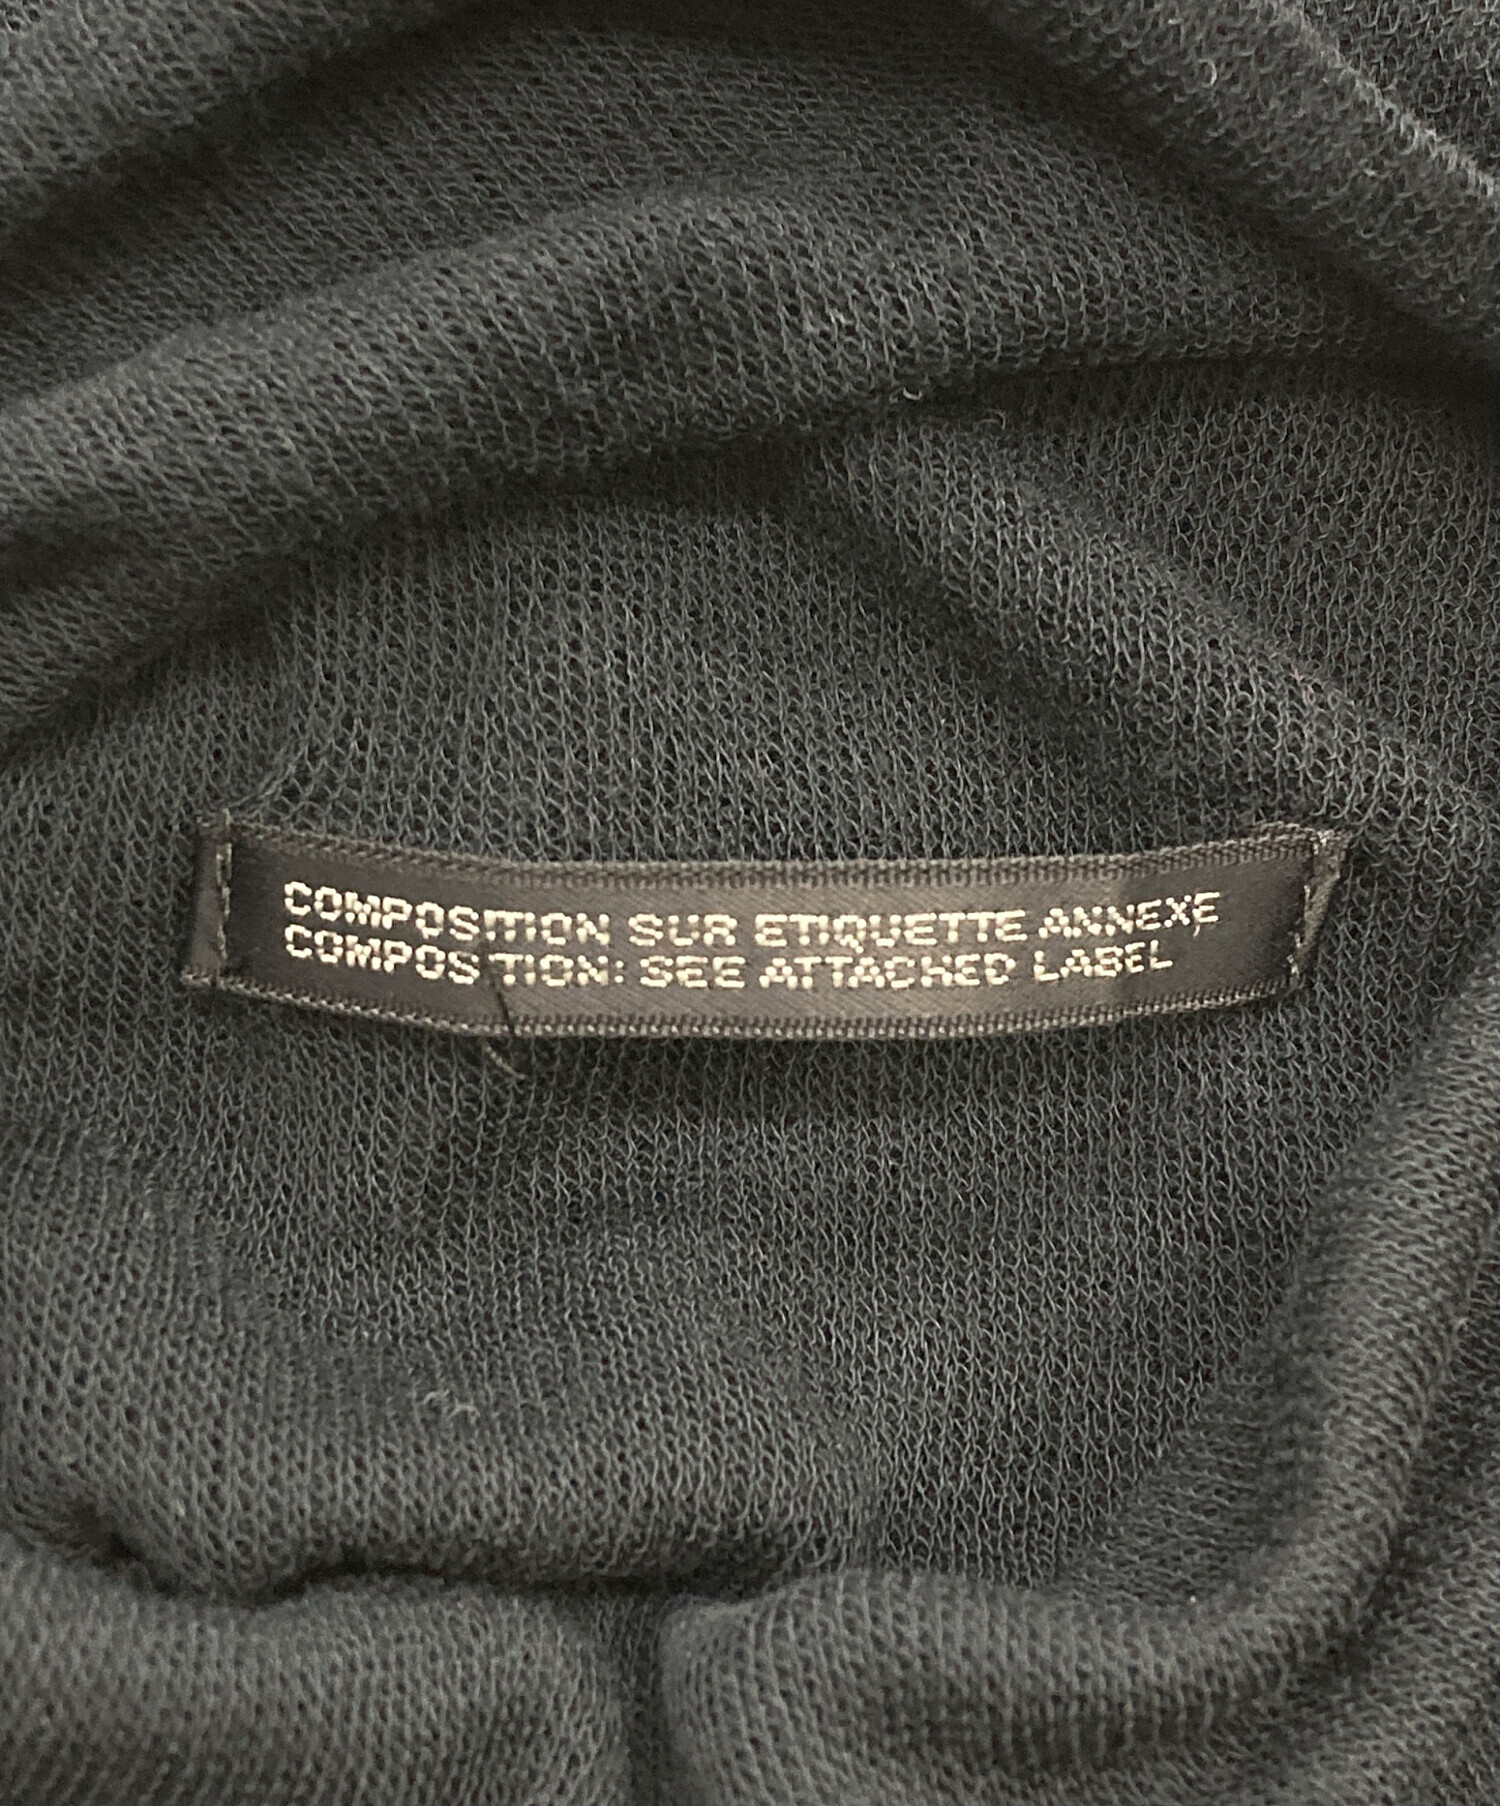 COMPOSITION SUR ETIQUETTE ANNEXE
COMPOSITION: SEE ATTACHED LABEL